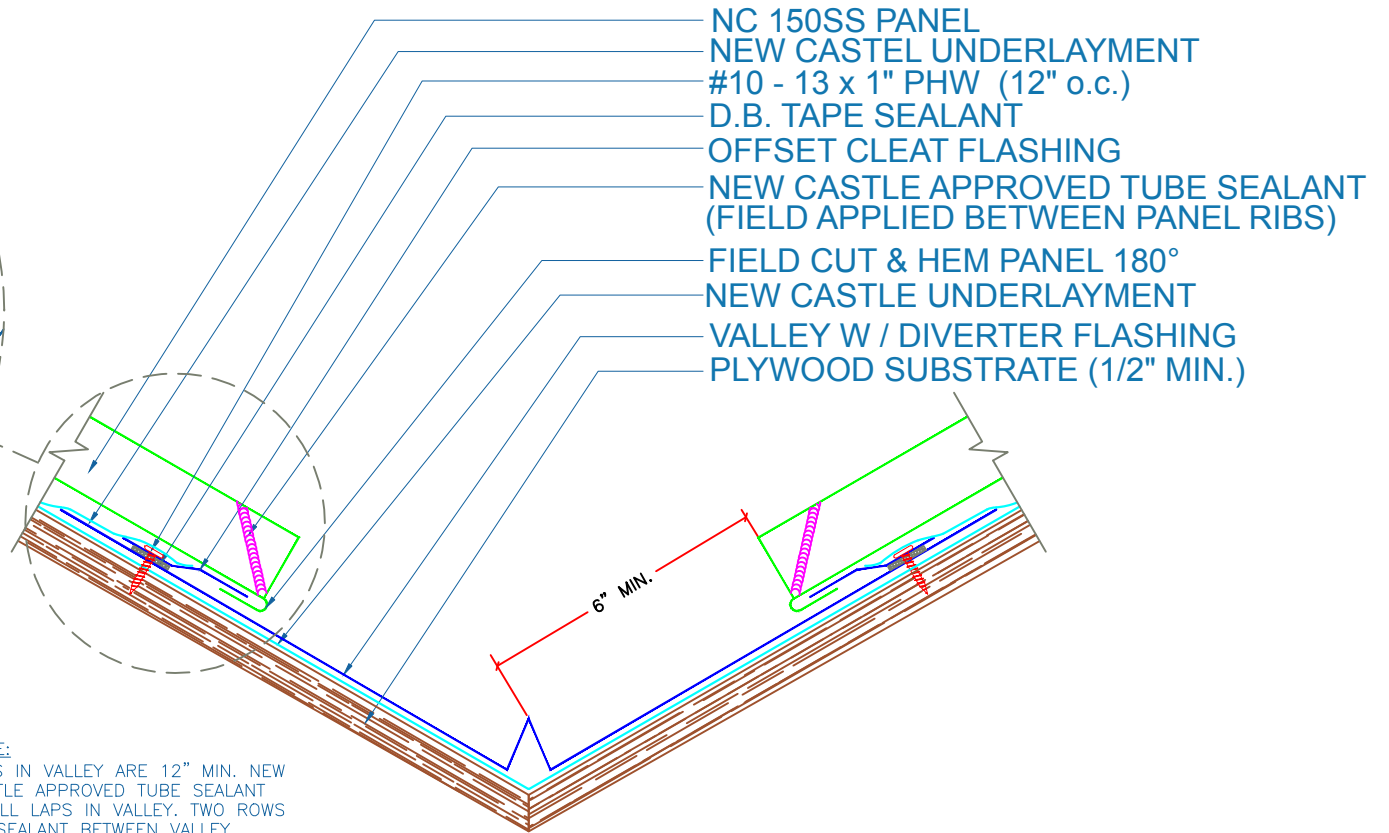 NC 150SS PANEL
NEW CASTEL UNDERLAYMENT
#10 - 13 x 1" PHW (12" o.c.)
D.B. TAPE SEALANT
OFFSET CLEAT FLASHING
NEW CASTLE APPROVED TUBE SEALANT
(FIELD APPLIED BETWEEN PANEL RIBS)
FIELD CUT & HEM PANEL 180°
NEW CASTLE UNDERLAYMENT
VALLEY W / DIVERTER FLASHING
PLYWOOD SUBSTRATE (1/2" MIN.)
6" MIN.
IN VALLEY ARE 12" MIN. NEW
APPROVED TUBE SEALANT
LAPS IN VALLEY. TWO ROWS
SEALANT BETWEEN VALLEY